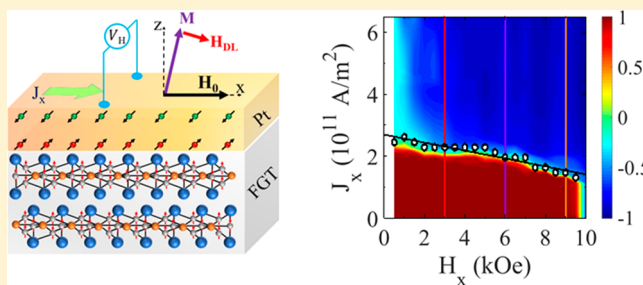 V_H
Z
M
H_DL
J_x
H_0
X
Pt
FGT
J_x (10^11 A/m^2)
6
4
2
0
0 2 4 6 8 10
H_x (kOe)
1
0.5
0
-0.5
-1